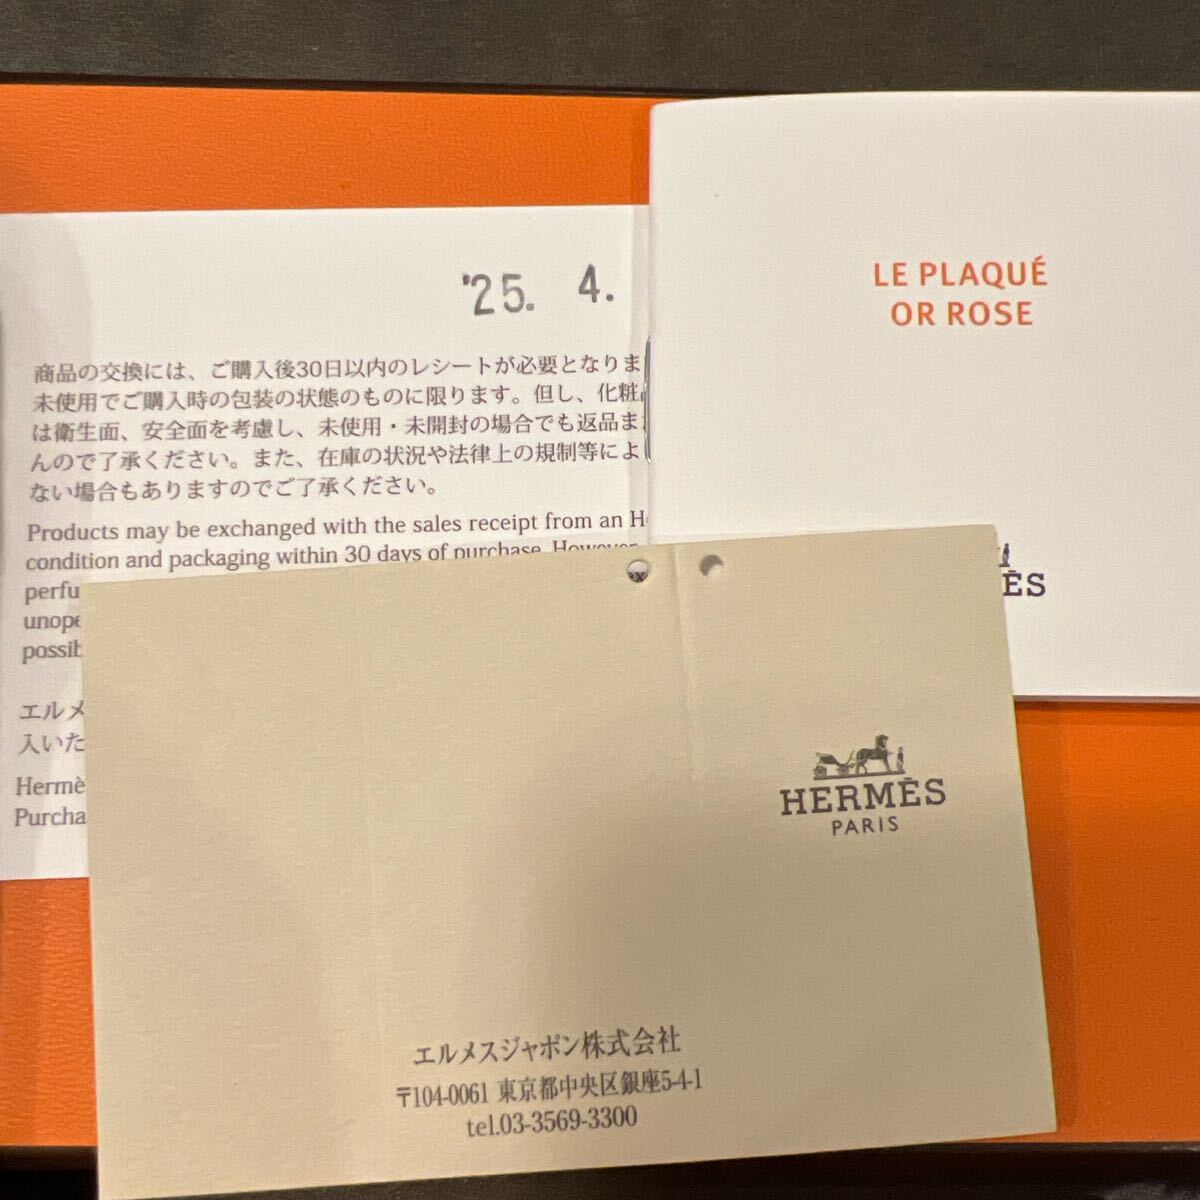 '25. 4.
商品の交換には、ご購入後30日以内のレシートが必要となりま
未使用でご購入時の包装の状態のものに限ります。但し、化粧
は衛生面、安全面を考慮し、未使用・未開封の場合でも返品ま
んので了承ください。また、在庫の状況や法律上の規制等によ
ない場合もありますのでご了承ください。
Products may be exchanged with the sales receipt from an
condition and packaging within 30 days of purchase. However,
エルメ
入いた
LE PLAQUÉ
OR ROSE
HERMÈS
PARIS
エルメスジャポン株式会社
〒104-0061 東京都中央区銀座5-4-1
tel.03-3569-3300